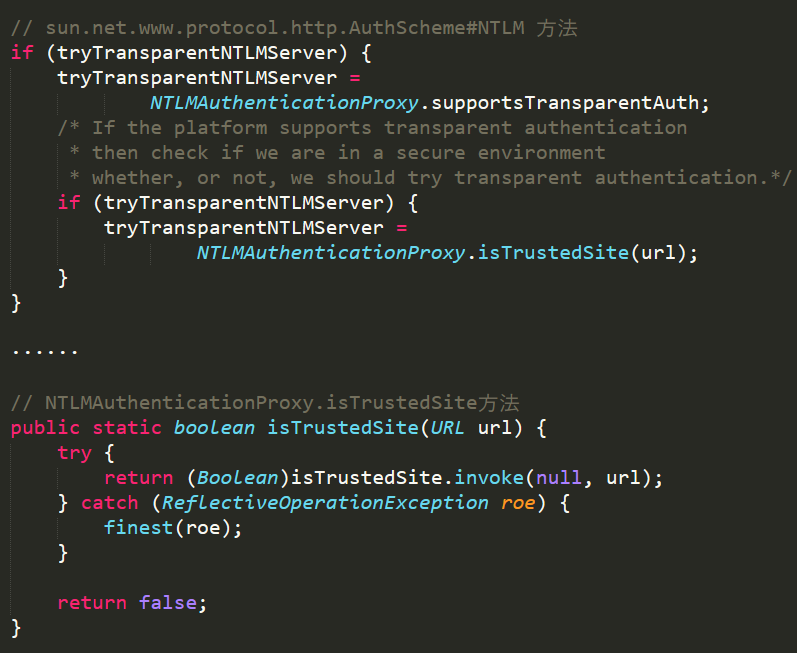 // sun.net.www.protocol.http.AuthScheme#NTLM 方法
if (tryTransparentNTLMServer) {
    tryTransparentNTLMServer =
            NTLMAuthenticationProxy.supportsTransparentAuth;
    /* If the platform supports transparent authentication
     * then check if we are in a secure environment
     * whether, or not, we should try transparent authentication.*/
    if (tryTransparentNTLMServer) {
        tryTransparentNTLMServer =
                NTLMAuthenticationProxy.isTrustedSite(url);
    }
}
......
// NTLMAuthenticationProxy.isTrustedSite方法
public static boolean isTrustedSite(URL url) {
    try {
        return (Boolean)isTrustedSite.invoke(null, url);
    } catch (ReflectiveOperationException roe) {
        finest(roe);
    }
    return false;
}